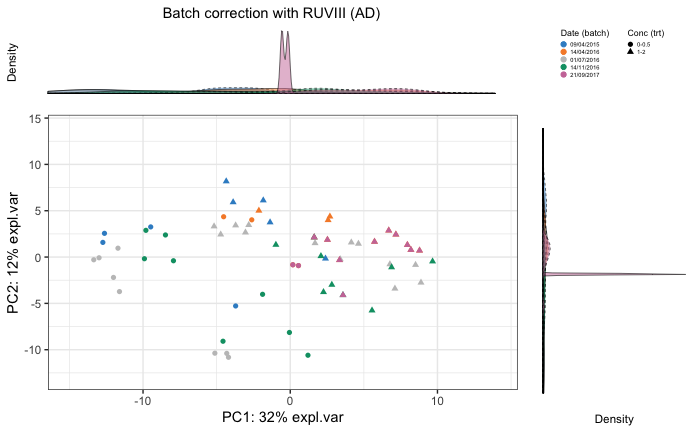 Batch correction with RUVIII (AD)
Density
Date (batch)
09/04/2015
14/04/2016
01/07/2016
14/11/2016
21/09/2017
Conc (trt)
0-0.5
1-2
15
10
5
0
-5
-10
PC2: 12% expl.var
-10
0
10
PC1: 32% expl.var
Density